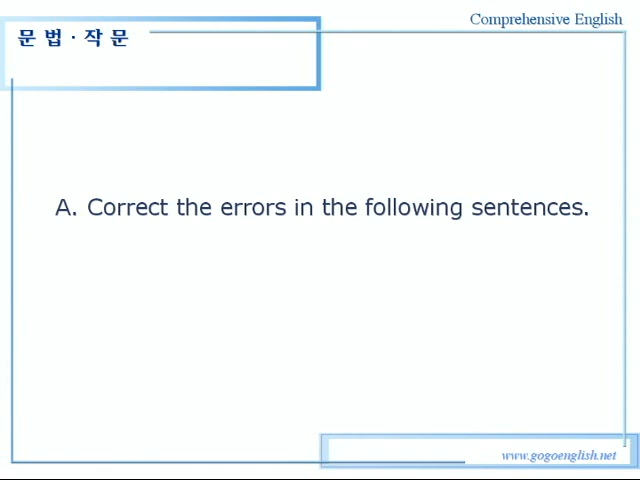 Comprehensive English
문 법 · 작 문
A. Correct the errors in the following sentences.
www.gogoenglish.net